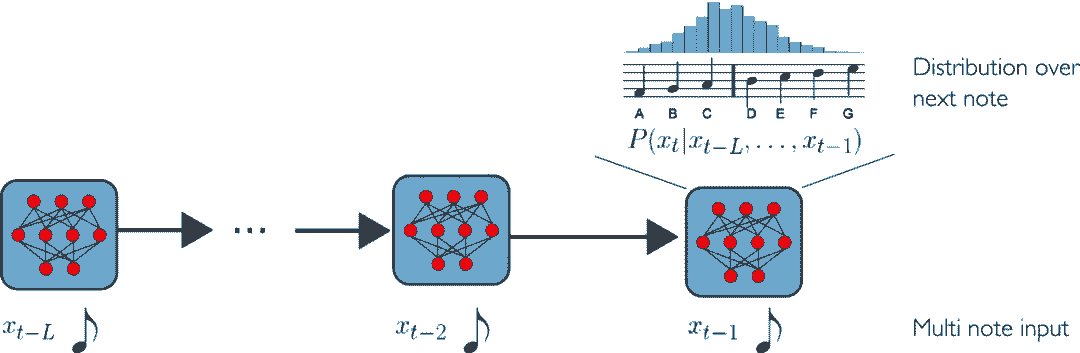 Distribution over
next note
A B C D E F G
P(x_t|x_{t-L}, . . . , x_{t-1})
...
x_{t-L}
x_{t-2}
x_{t-1}
Multi note input